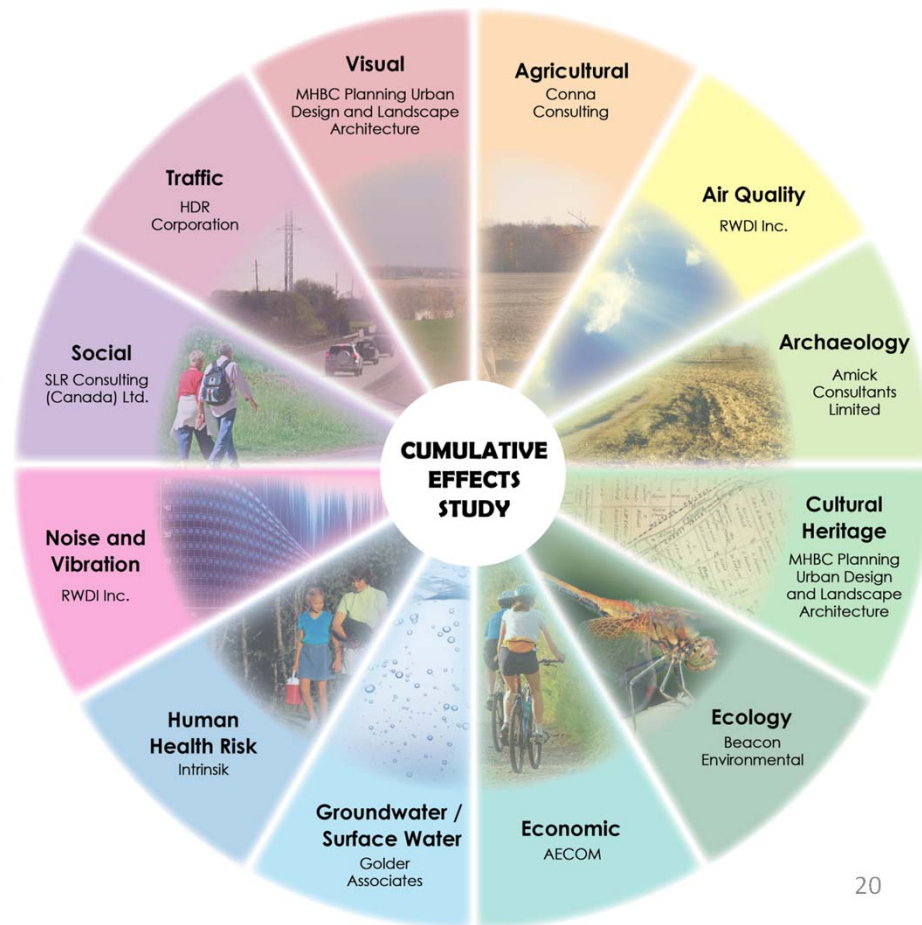 Visual
MHBC Planning Urban
Design and Landscape
Architecture
Agricultural
Conna
Consulting
Air Quality
RWDI Inc.
Archaeology
Amick
Consultants
Limited
Cultural
Heritage
MHBC Planning
Urban Design
and Landscape
Architecture
Ecology
Beacon
Environmental
Economic
AECOM
Groundwater /
Surface Water
Golder
Associates
Human
Health Risk
Intrinsik
Noise and
Vibration
RWDI Inc.
Social
SLR Consulting
(Canada) Ltd.
Traffic
HDR
Corporation
CUMULATIVE
EFFECTS
STUDY
20